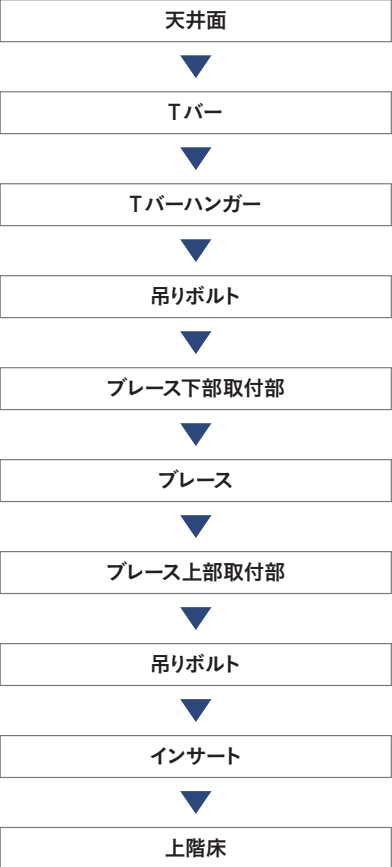 天井面
Tバー
Tバーハンガー
吊りボルト
ブレース下部取付部
ブレース
ブレース上部取付部
吊りボルト
インサート
上階床